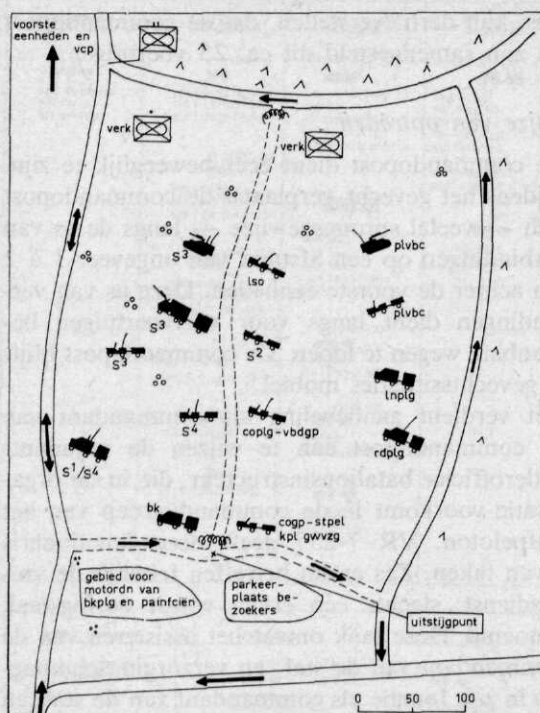 voorste
eenheden en
vcp
verk
verk
S³
lso
plvbc
S³
plvbc
S²
S³
lnplg
S⁴
coplg-vbdgp
rdplg
S¹/S⁴
bk
cogp-stpel
kpl gwvzg
gebied voor
motordn van
bkplg en painfciën
parkeer-
plaats be-
zoekers
uitstijgpunt
0 50 100